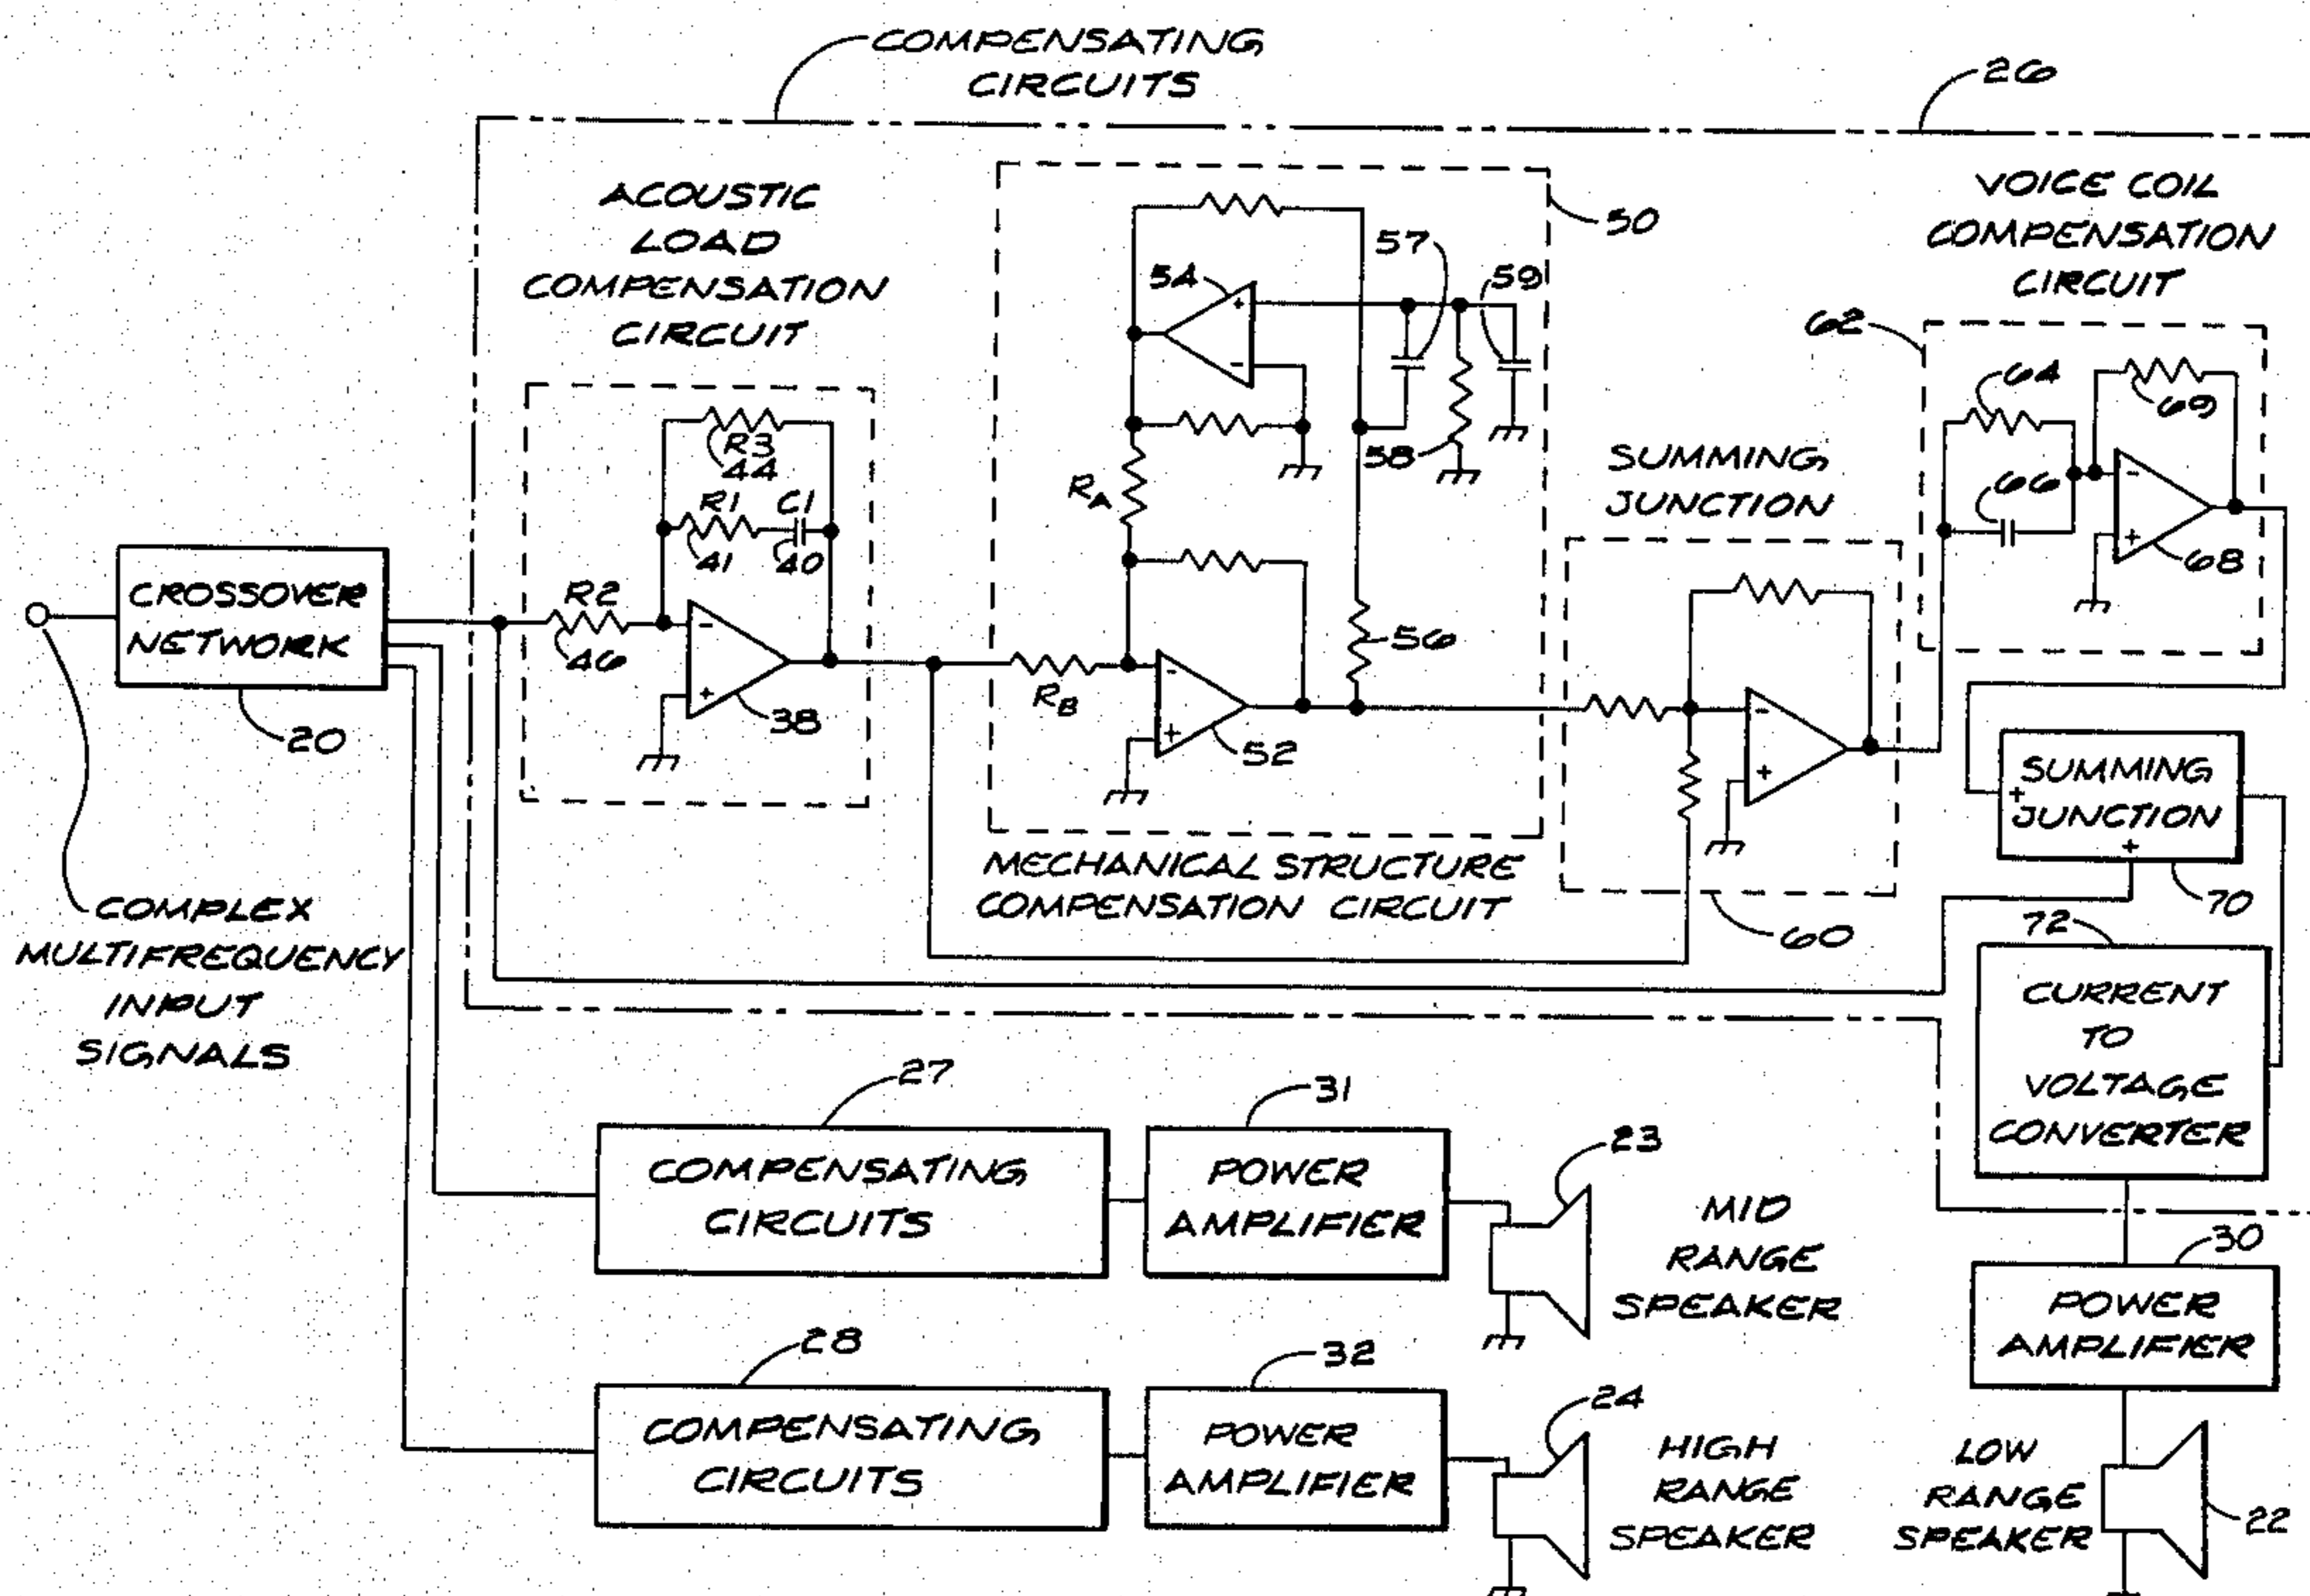 COMPENSATING
CIRCUITS
26
ACOUSTIC
LOAD
COMPENSATION
CIRCUIT
50
VOICE COIL
COMPENSATION
CIRCUIT
54
+
-
57
59
58
RA
62
64
66
69
-
+
68
R3
44
R1
C1
41
40
R2
46
-
+
38
RB
-
+
52
56
SUMMING
JUNCTION
-
+
60
CROSSOVER
NETWORK
20
MECHANICAL STRUCTURE
COMPENSATION CIRCUIT
SUMMING
+
JUNCTION
+
70
72
CURRENT
TO
VOLTAGE
CONVERTER
COMPLEX
MULTIFREQUENCY
INPUT
SIGNALS
27
COMPENSATING
CIRCUITS
31
POWER
AMPLIFIER
23
MID
RANGE
SPEAKER
30
POWER
AMPLIFIER
28
COMPENSATING
CIRCUITS
32
POWER
AMPLIFIER
24
HIGH
RANGE
SPEAKER
LOW
RANGE
SPEAKER
22